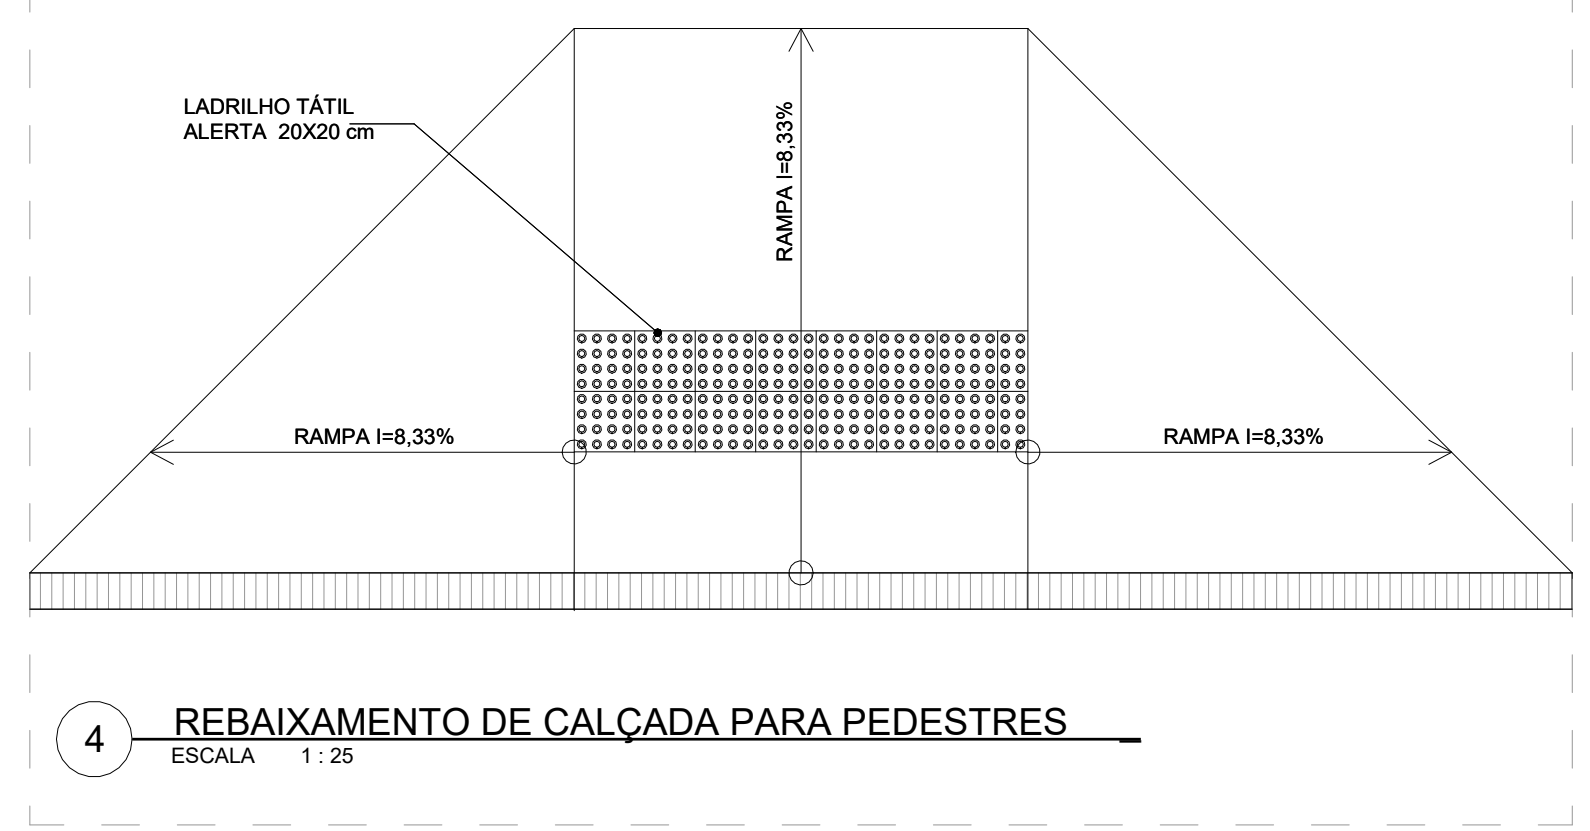 LADRILHO TÁTIL
ALERTA 20X20 cm
RAMPA I=8,33%
RAMPA I=8,33%
RAMPA I=8,33%
4
REBAIXAMENTO DE CALÇADA PARA PEDESTRES
ESCALA 1 : 25